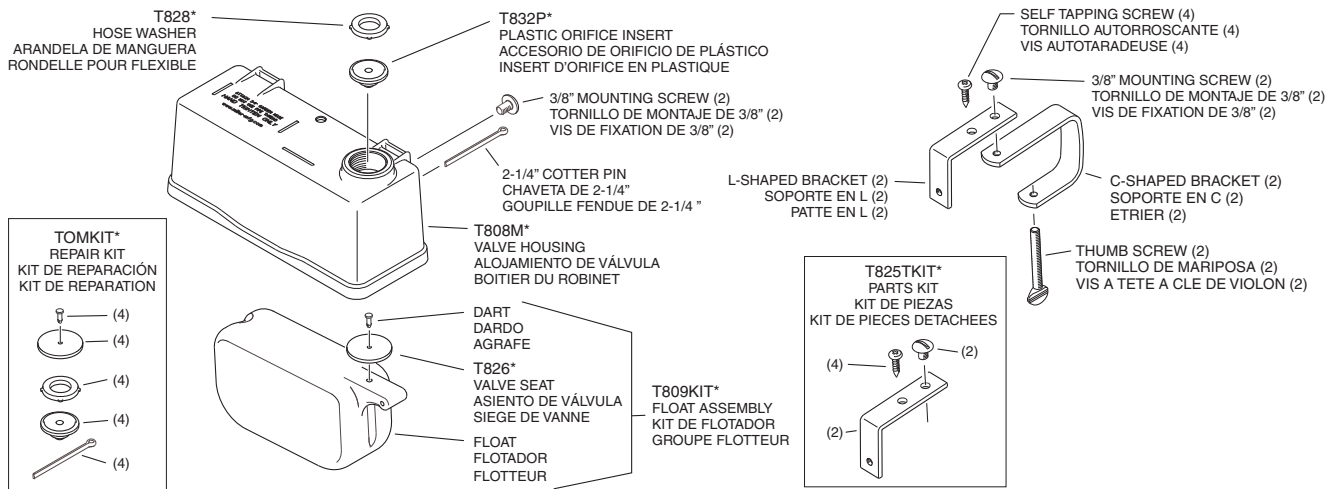 T828*
HOSE WASHER
ARANDELA DE MANGUERA
RONDELLE POUR FLEXIBLE
T832P*
PLASTIC ORIFICE INSERT
ACCESORIO DE ORIFICIO DE PLÁSTICO
INSERT D'ORIFICE EN PLASTIQUE
3/8” MOUNTING SCREW (2)
TORNILLO DE MONTAJE DE 3/8” (2)
VIS DE FIXATION DE 3/8” (2)
2-1/4” COTTER PIN
CHAVETA DE 2-1/4”
GOUPILLE FENDUE DE 2-1/4 ”
T808M*
VALVE HOUSING
ALOJAMIENTO DE VÁLVULA
BOITIER DU ROBINET
HAND TIGHTEN ONLY
TOMKIT*
REPAIR KIT
KIT DE REPARACIÓN
KIT DE REPARATION
(4)
(4)
(4)
(4)
(4)
DART
DARDO
AGRAFE
T826*
VALVE SEAT
ASIENTO DE VÁLVULA
SIEGE DE VANNE
FLOAT
FLOTADOR
FLOTTEUR
T809KIT*
FLOAT ASSEMBLY
KIT DE FLOTADOR
GROUPE FLOTTEUR
SELF TAPPING SCREW (4)
TORNILLO AUTORROSCANTE (4)
VIS AUTOTARADEUSE (4)
3/8” MOUNTING SCREW (2)
TORNILLO DE MONTAJE DE 3/8” (2)
VIS DE FIXATION DE 3/8” (2)
L-SHAPED BRACKET (2)
SOPORTE EN L (2)
PATTE EN L (2)
C-SHAPED BRACKET (2)
SOPORTE EN C (2)
ETRIER (2)
THUMB SCREW (2)
TORNILLO DE MARIPOSA (2)
VIS A TETE A CLE DE VIOLON (2)
T825TKIT*
PARTS KIT
KIT DE PIEZAS
KIT DE PIECES DETACHEES
(2)
(4)
(2)